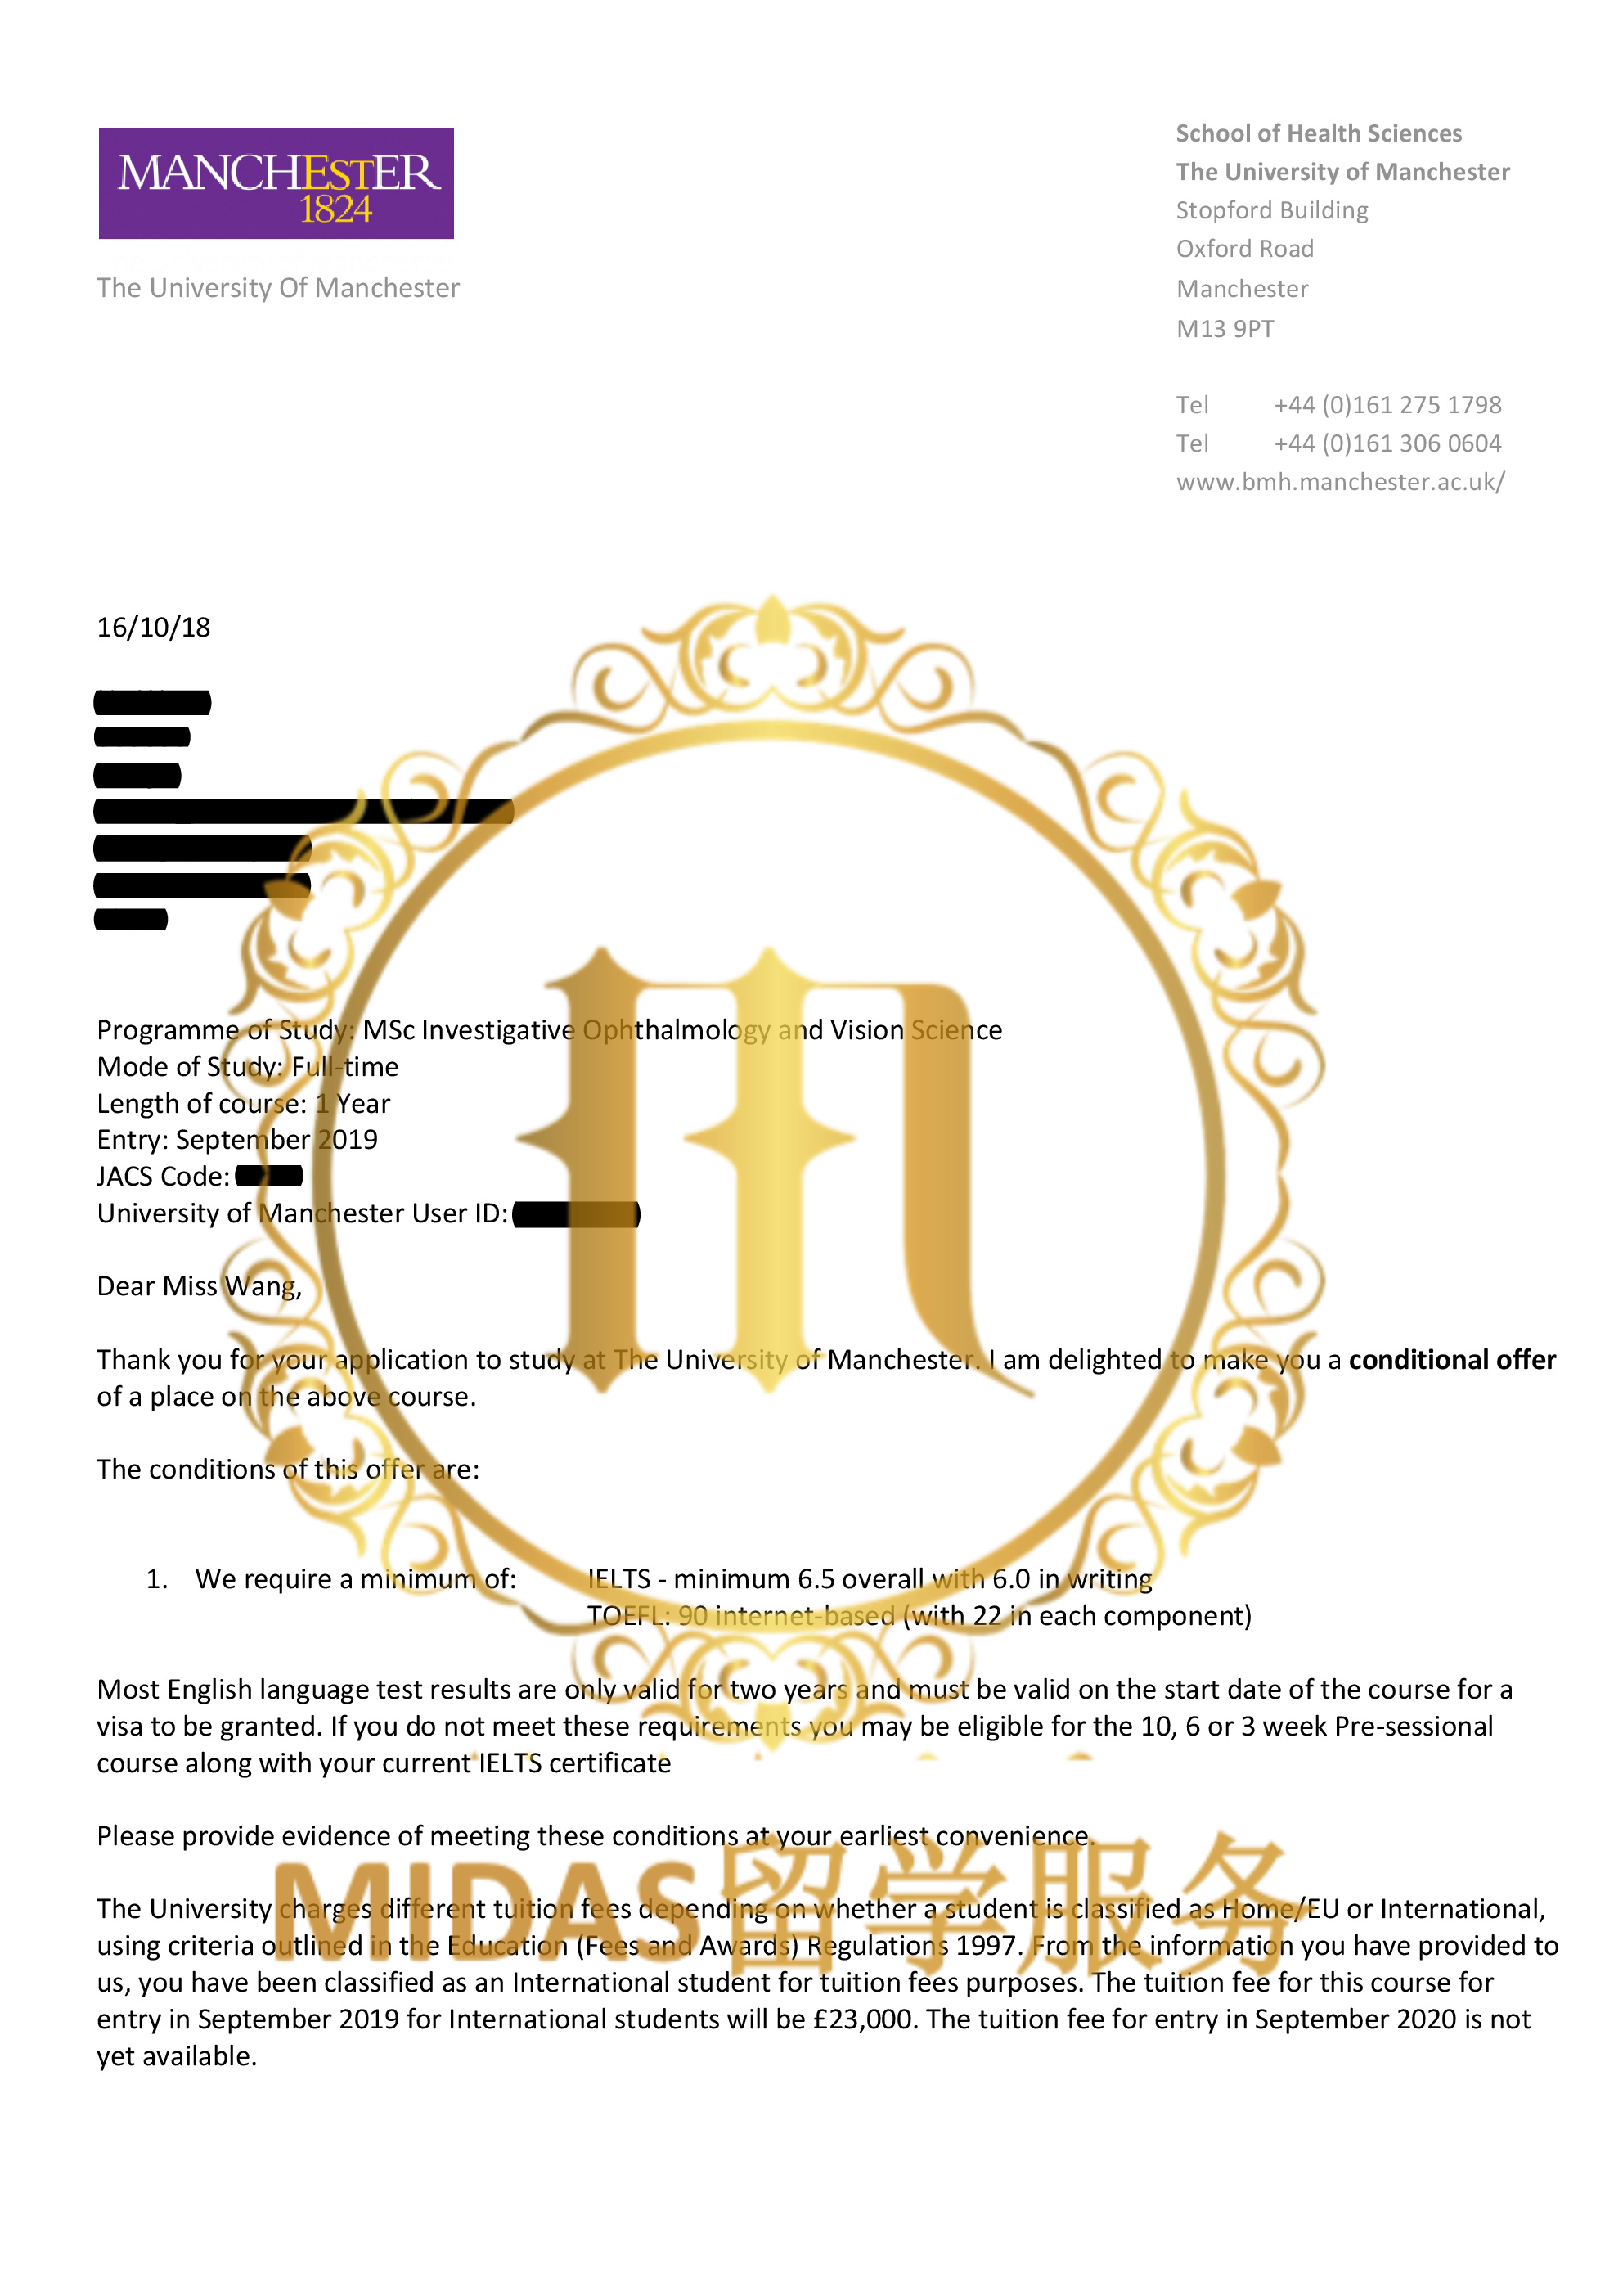 MANCHESTER
1824
The University Of Manchester
School of Health Sciences
The University of Manchester
Stopford Building
Oxford Road
Manchester
M13 9PT
Tel +44 (0)161 275 1798
Tel +44 (0)161 306 0604
www.bmh.manchester.ac.uk/
16/10/18
Programme of Study: MSc Investigative Ophthalmology and Vision Science
Mode of Study: Full-time
Length of course: 1 Year
Entry: September 2019
JACS Code:
University of Manchester User ID:
Dear Miss Wang,
Thank you for your application to study at The University of Manchester. I am delighted to make you a conditional offer
of a place on the above course.
The conditions of this offer are:
1. We require a minimum of: IELTS - minimum 6.5 overall with 6.0 in writing
TOEFL: 90 internet-based (with 22 in each component)
Most English language test results are only valid for two years and must be valid on the start date of the course for a
visa to be granted. If you do not meet these requirements you may be eligible for the 10, 6 or 3 week Pre-sessional
course along with your current IELTS certificate
Please provide evidence of meeting these conditions at your earliest convenience.
MIDAS留学服务
The University charges different tuition fees depending on whether a student is classified as Home/EU or International,
using criteria outlined in the Education (Fees and Awards) Regulations 1997. From the information you have provided to
us, you have been classified as an International student for tuition fees purposes. The tuition fee for this course for
entry in September 2019 for International students will be £23,000. The tuition fee for entry in September 2020 is not
yet available.